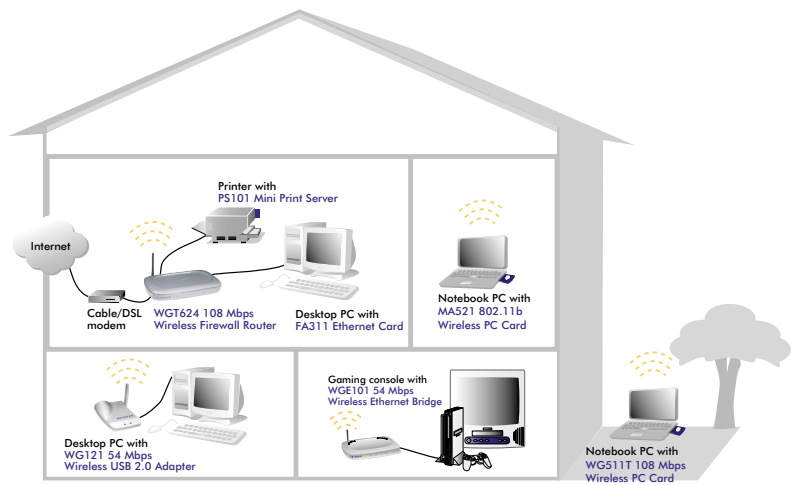 Printer with
PS101 Mini Print Server
Internet
Cable/DSL
modem
WGT624 108 Mbps
Wireless Firewall Router
Desktop PC with
FA311 Ethernet Card
Notebook PC with
MA521 802.11b
Wireless PC Card
Desktop PC with
WG121 54 Mbps
Wireless USB 2.0 Adapter
Gaming console with
WGE101 54 Mbps
Wireless Ethernet Bridge
Notebook PC with
WG511T 108 Mbps
Wireless PC Card